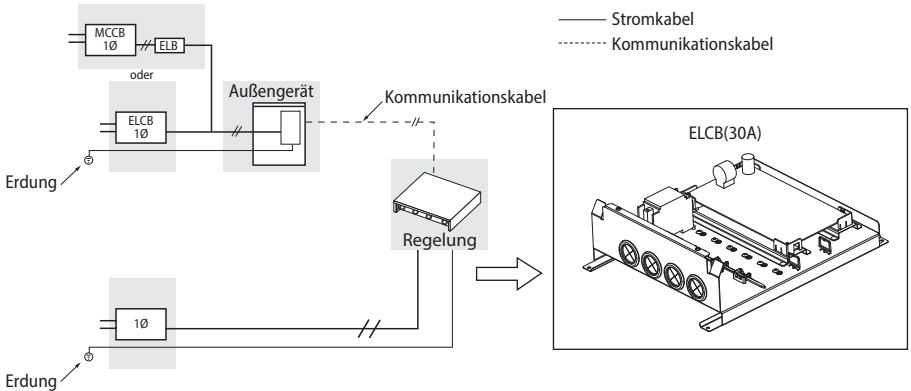 MCCB
1Ø
ELB
oder
ELCB
1Ø
Erdung
Außengerät
Kommunikationskabel
Stromkabel
Kommunikationskabel
Regelung
1Ø
Erdung
ELCB(30A)